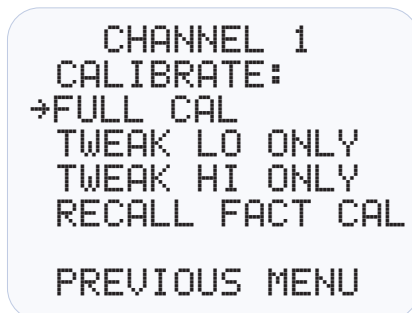 CHANNEL 1
CALIBRATE:
→FULL CAL
TWEAK LO ONLY
TWEAK HI ONLY
RECALL FACT CAL
PREVIOUS MENU